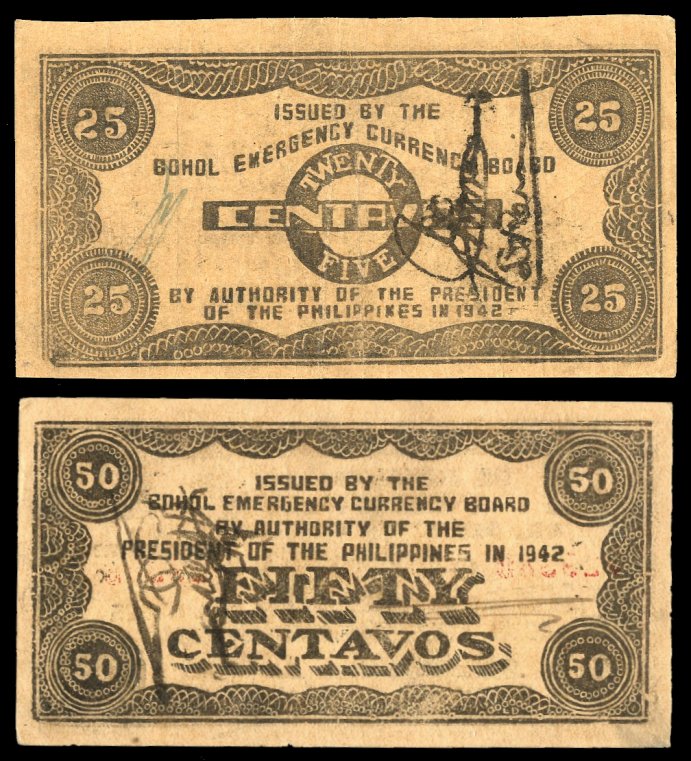 25
25
ISSUED BY THE
BOHOL EMERGENCY CURRENCY BOARD
TWENTY
CENTAVOS
FIVE
25
25
BY AUTHORITY OF THE PRESIDENT
OF THE PHILIPPINES IN 1942
50
50
ISSUED BY THE
BOHOL EMERGENCY CURRENCY BOARD
BY AUTHORITY OF THE
PRESIDENT OF THE PHILIPPINES IN 1942
FIFTY
CENTAVOS
50
50